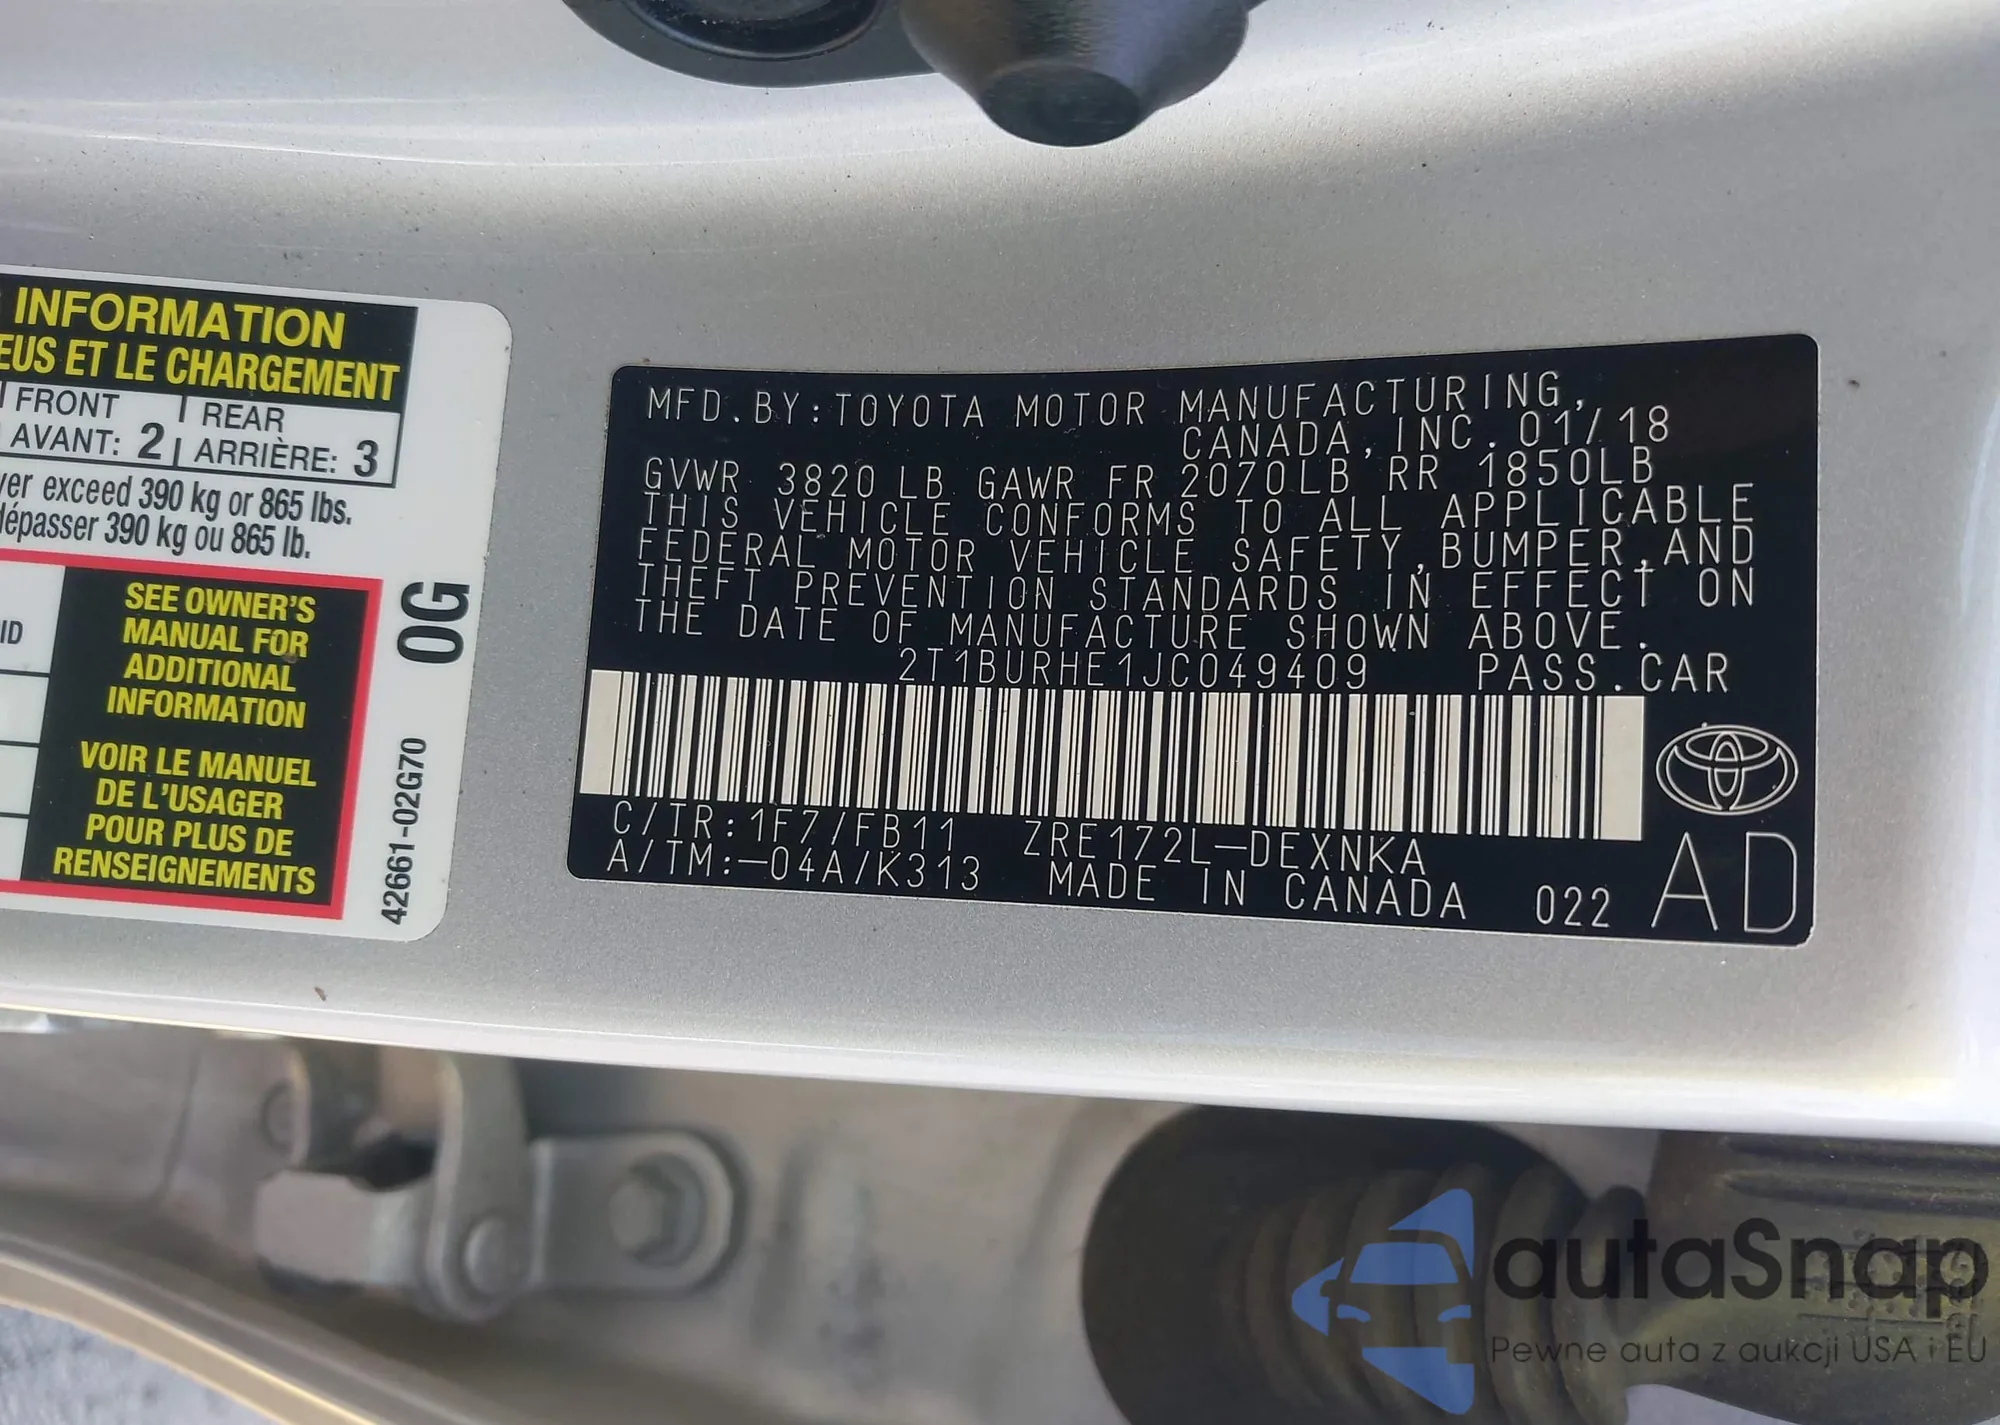 INFORMATION
EUS ET LE CHARGEMENT
FRONT
AVANT: 2
REAR
ARRIÈRE: 3
ver exceed 390 kg or 865 lbs.
dépasser 390 kg ou 865 lb.
SEE OWNER'S
MANUAL FOR
ADDITIONAL
INFORMATION
VOIR LE MANUEL
DE L'USAGER
POUR PLUS DE
RENSEIGNEMENTS
ID
0G
42661-02G70
MFD.BY:TOYOTA MOTOR MANUFACTURING,
CANADA,INC.01/18
GVWR 3820LB GAWR FR 2070LB RR 1850LB
THIS VEHICLE CONFORMS TO ALL APPLICABLE
FEDERAL MOTOR VEHICLE SAFETY,BUMPER,AND
THEFT PREVENTION STANDARDS IN EFFECT ON
THE DATE OF MANUFACTURE SHOWN ABOVE.
2T1BURHE1JC049409 PASS.CAR
C/TR:1F7/FB11 ZRE172L-DEXNKA
A/TM:-04A/K313 MADE IN CANADA 022
AD
autaSnap
Pewne auta z aukcji USA i EU